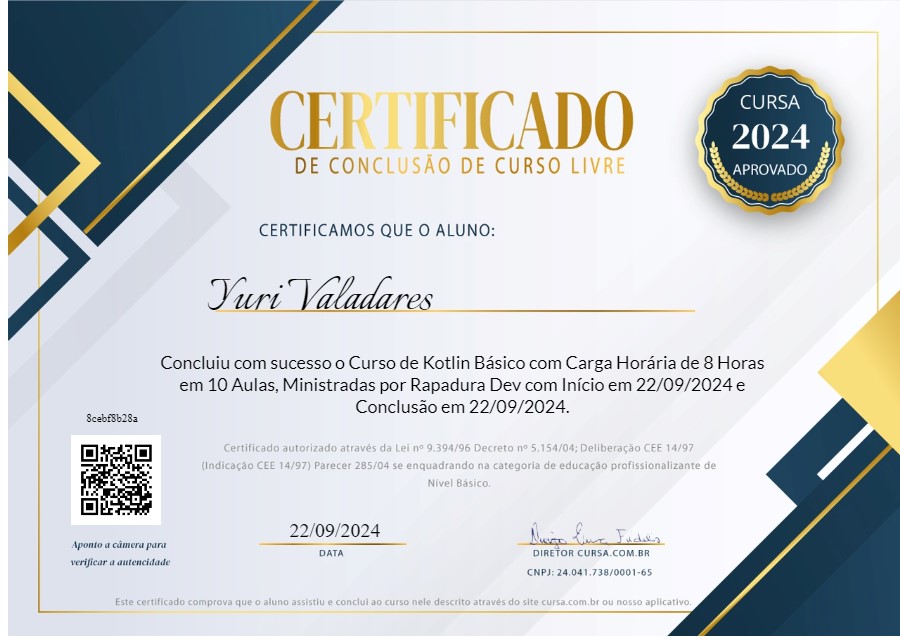 CERTIFICADO
DE CONCLUSÃO DE CURSO LIVRE
CURSA
2024
APROVADO
CERTIFICAMOS QUE O ALUNO:
Yuri Valadares
Concluiu com sucesso o Curso de Kotlin Básico com Carga Horária de 8 Horas
em 10 Aulas, Ministradas por Rapadura Dev com Início em 22/09/2024 e
Conclusão em 22/09/2024.
8cebf8b28a
Certificado autorizado através da Lei nº 9.394/96 Decreto nº 5.154/04; Deliberação CEE 14/97
(Indicação CEE 14/97) Parecer 285/04 se enquadrando na categoria de educação profissionalizante de
Nível Básico.
Aponto a câmera para
verificar a autencidade
22/09/2024
DATA
DIRETOR CURSA.COM.BR
CNPJ: 24.041.738/0001-65
Este certificado comprova que o aluno assistiu e conclui ao curso nele descrito através do site cursa.com.br ou nosso aplicativo.